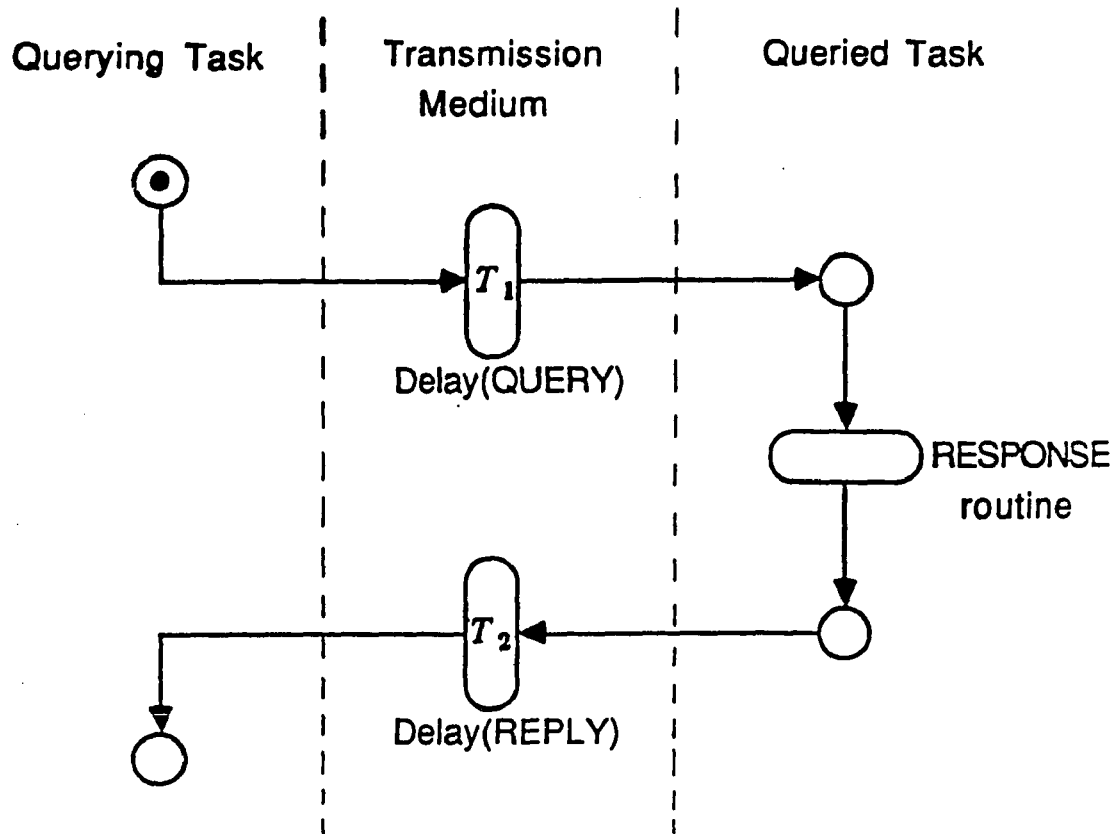 Querying Task
Transmission
Medium
Queried Task
T1
Delay(QUERY)
RESPONSE
routine
T2
Delay(REPLY)